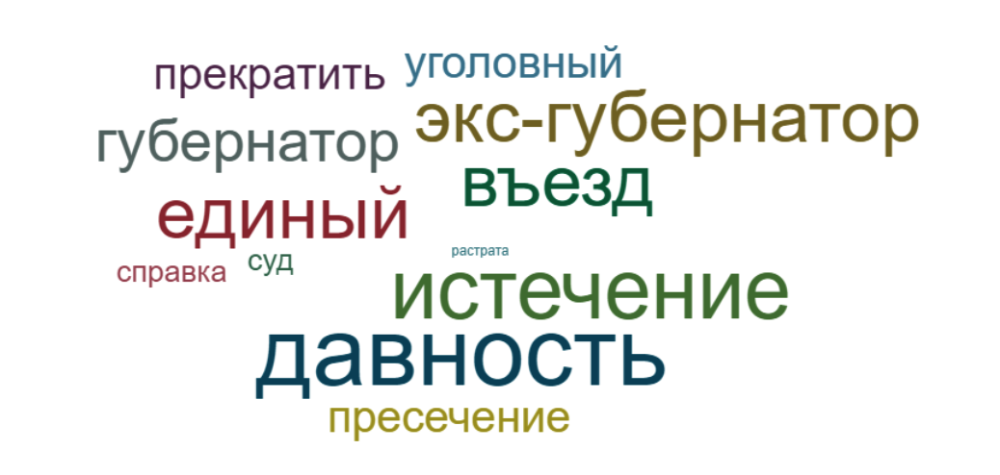 прекратить уголовный
губернатор экс-губернатор
единый въезд
справка суд растрата
истечение
давность
пресечение